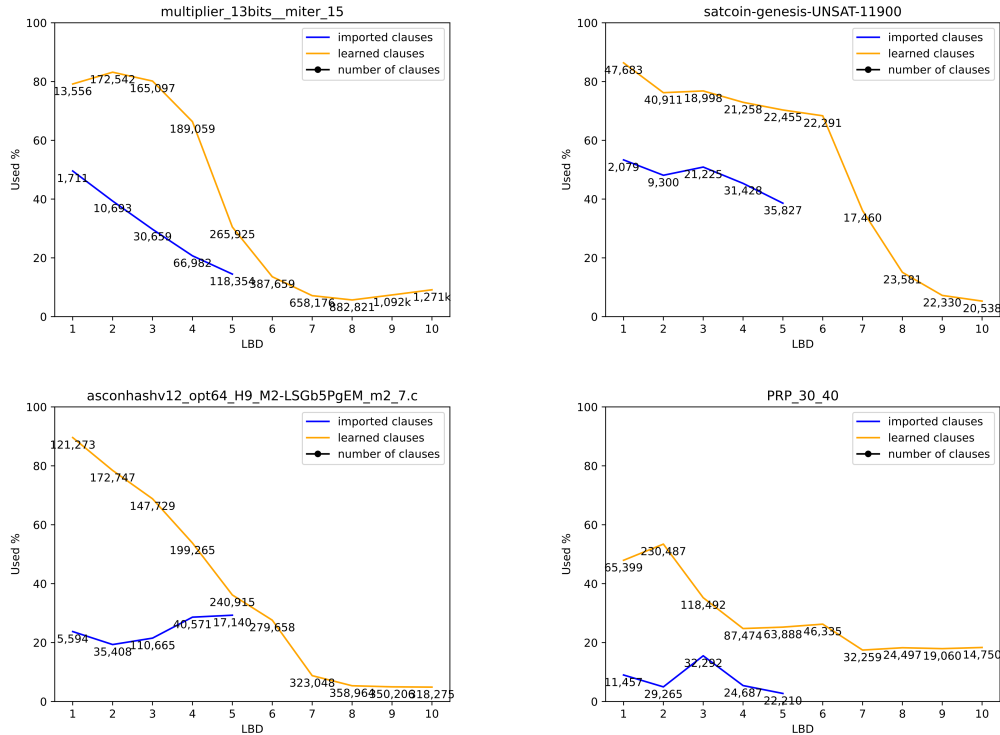 multiplier_13bits__miter_15
100
80
60
40
20
0
Used %
1 2 3 4 5 6 7 8 9 10
LBD
imported clauses
learned clauses
number of clauses
13,556
172,542
165,097
189,059
265,925
387,659
658,176
882,821
1,092k
1,271k
1,711
10,693
30,659
66,982
118,354
satcoin-genesis-UNSAT-11900
100
80
60
40
20
0
Used %
1 2 3 4 5 6 7 8 9 10
LBD
imported clauses
learned clauses
number of clauses
47,683
40,911
18,998
21,258
22,455
22,291
17,460
23,581
22,330
20,538
2,079
9,300
21,225
31,428
35,827
asconhashv12_opt64_H9_M2-LSGb5PgEM_m2_7.c
100
80
60
40
20
0
Used %
1 2 3 4 5 6 7 8 9 10
LBD
imported clauses
learned clauses
number of clauses
121,273
172,747
147,729
199,265
240,915
279,658
323,048
358,964
350,206
318,275
5,594
35,408
110,665
40,571
17,140
PRP_30_40
100
80
60
40
20
0
Used %
1 2 3 4 5 6 7 8 9 10
LBD
imported clauses
learned clauses
number of clauses
65,399
230,487
118,492
87,474
63,888
46,335
32,259
24,497
19,060
14,750
11,457
29,265
32,292
24,687
22,210